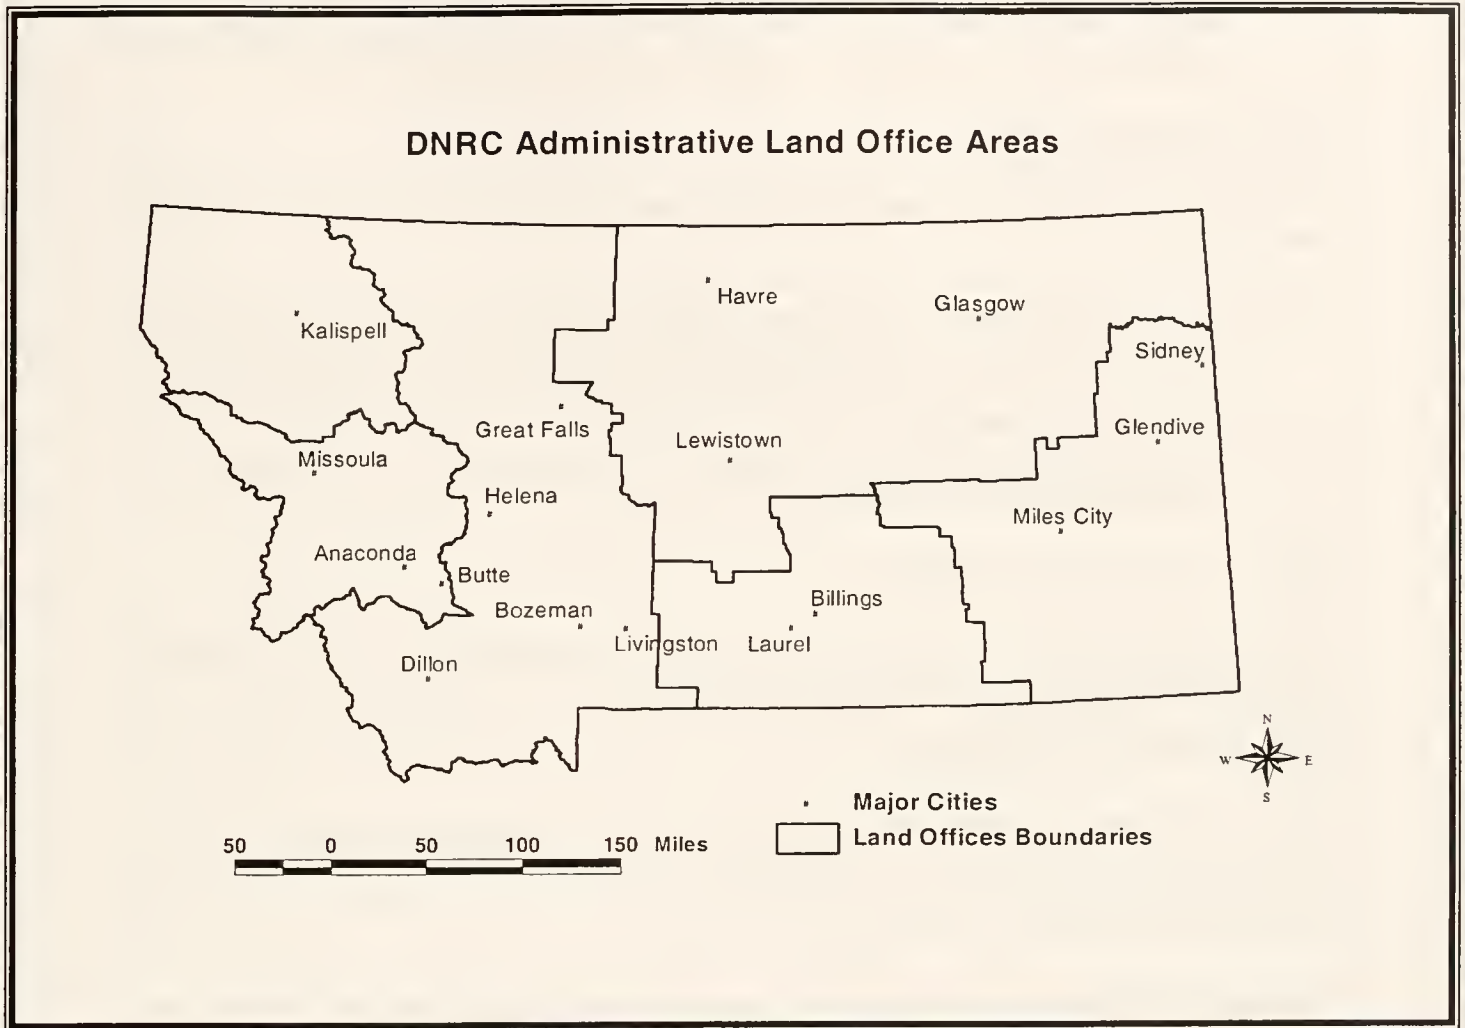 DNRC Administrative Land Office Areas
Havre
Glasgow
Kalispell
Sidney
Great Falls
Lewistown
Glendive
Missoula
Helena
Miles City
Anaconda
Butte
Billings
Bozeman
Livingston
Laurel
Dillon
N
W E
S
Major Cities
Land Offices Boundaries
50 0 50 100 150 Miles